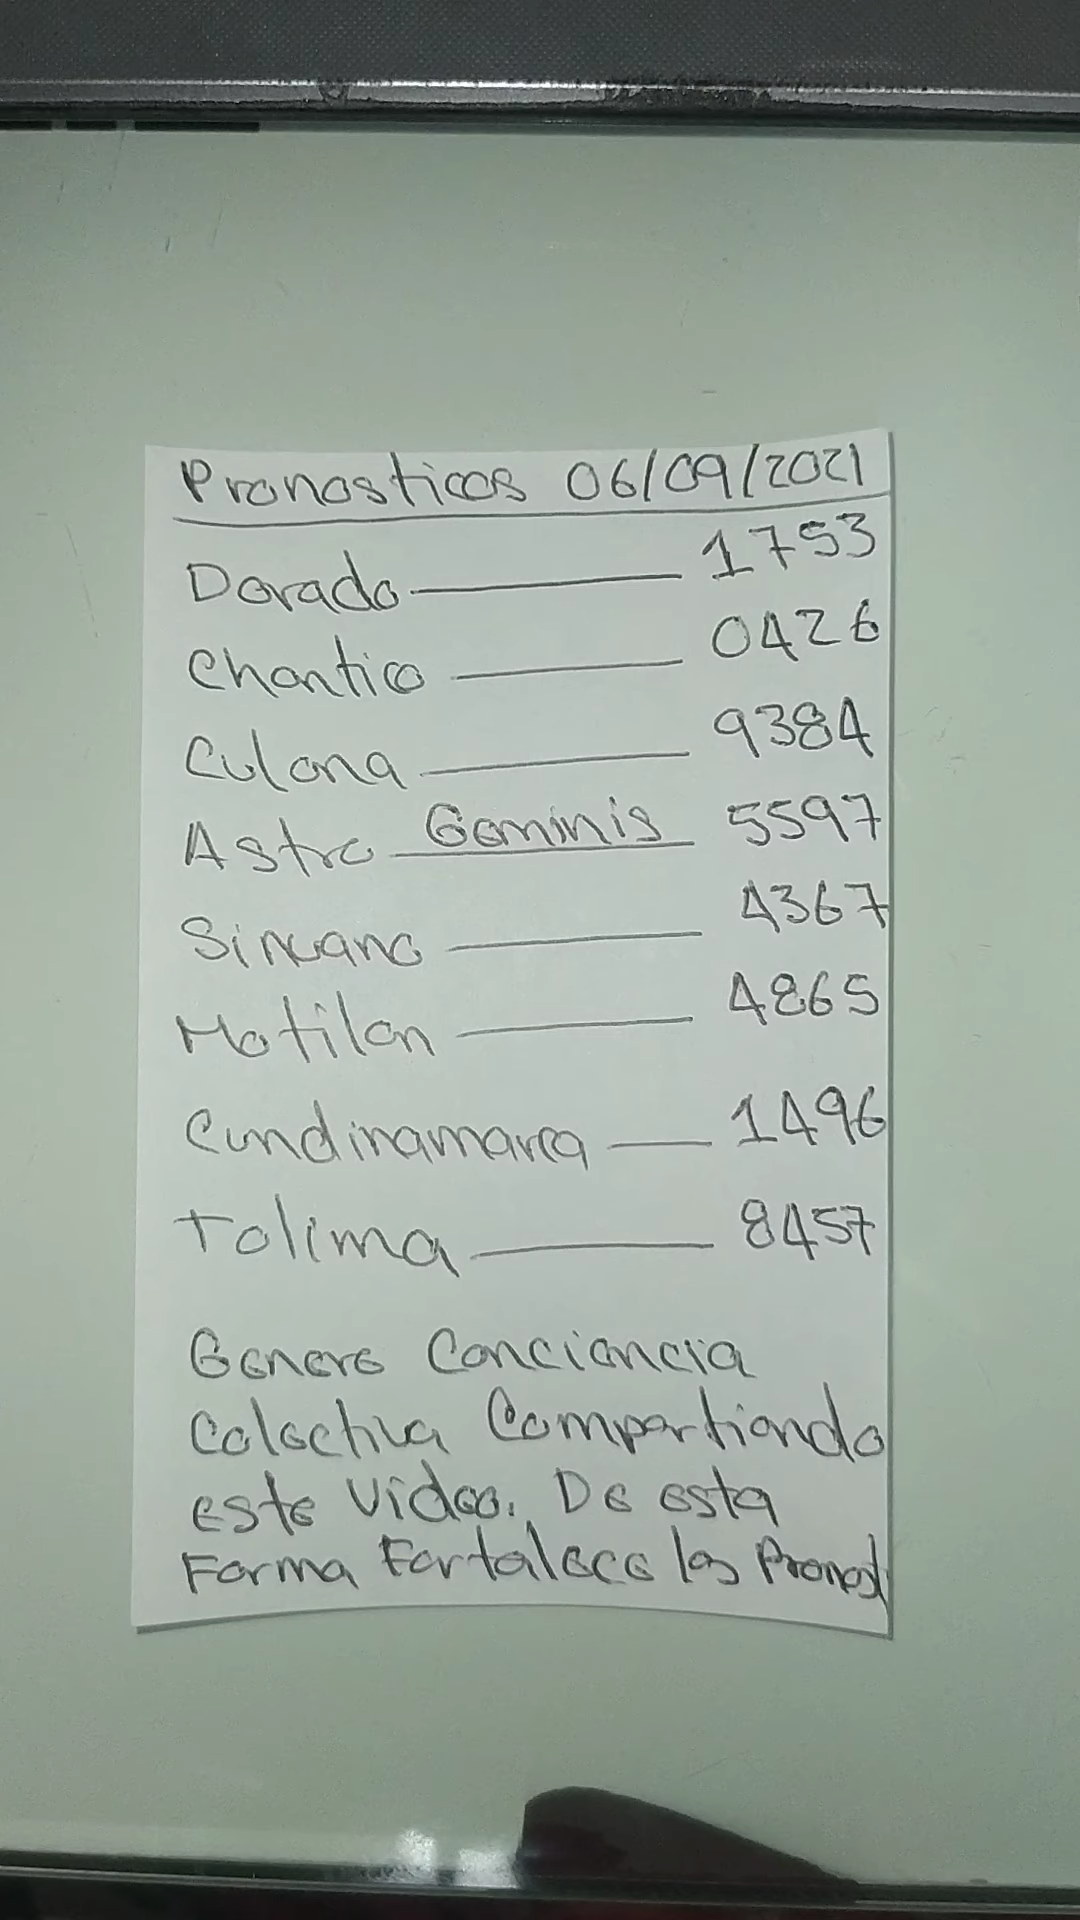 Pronosticos 06/09/2021
Dorado 1753
Chontico 0426
Culona 9384
Astro Geminis 5597
Sinuano 4367
Motilon 4865
Cundinamarca 1496
Tolima 8457
Genere Conciencia
Colectiva Compartiendo
este Video. De esta
Forma Fortalece los Pronost